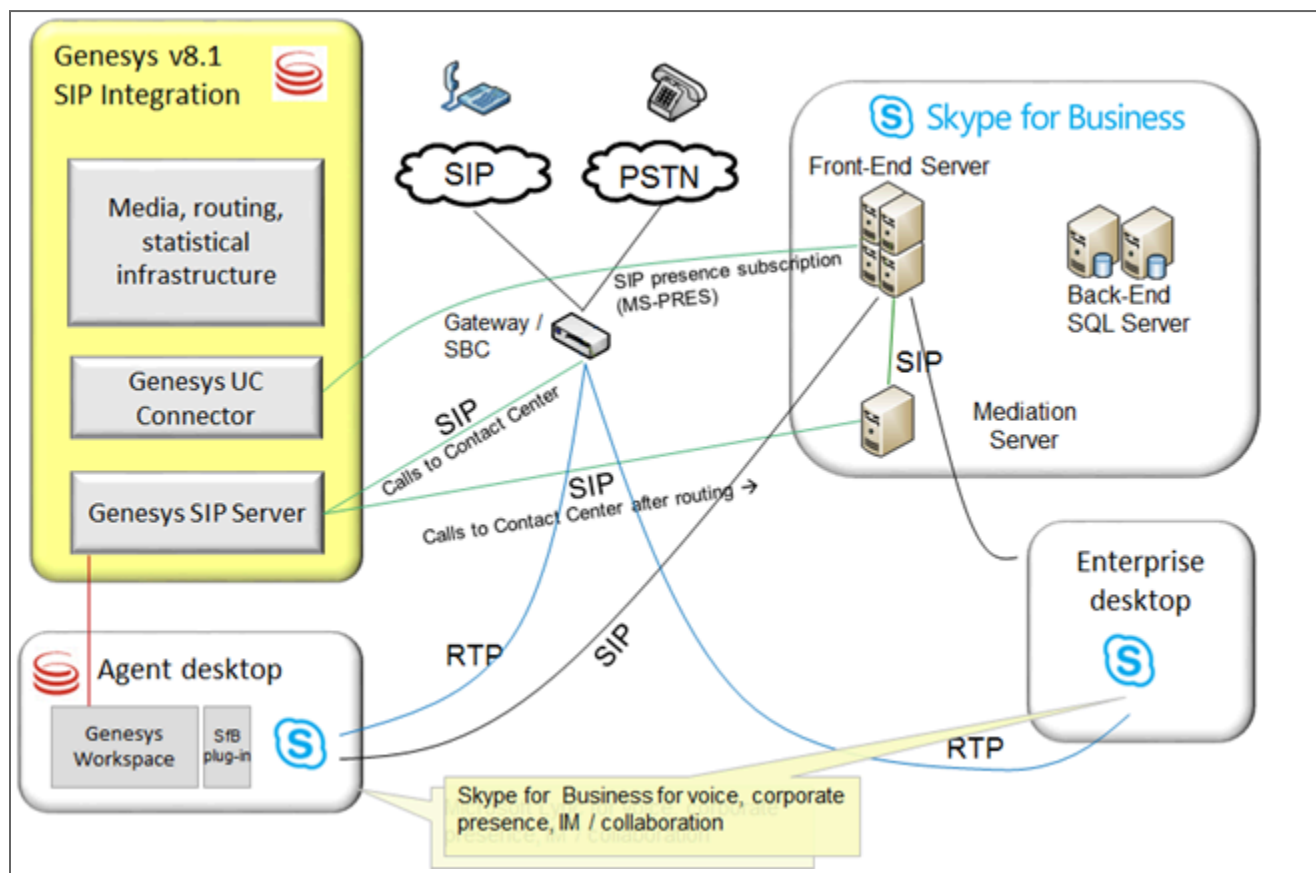 Genesys v8.1
SIP Integration
Media, routing,
statistical
infrastructure
Genesys UC
Connector
Genesys SIP Server
SIP
PSTN
Gateway /
SBC
SIP presence subscription
(MS-PRES)
SIP
Calls to Contact Center
SIP
Calls to Contact Center after routing →
Skype for Business
Front-End Server
Back-End
SQL Server
SIP
Mediation
Server
Enterprise
desktop
RTP
SIP
RTP
Agent desktop
Genesys
Workspace
SfB
plug-in
Skype for Business for voice, corporate
presence, IM / collaboration